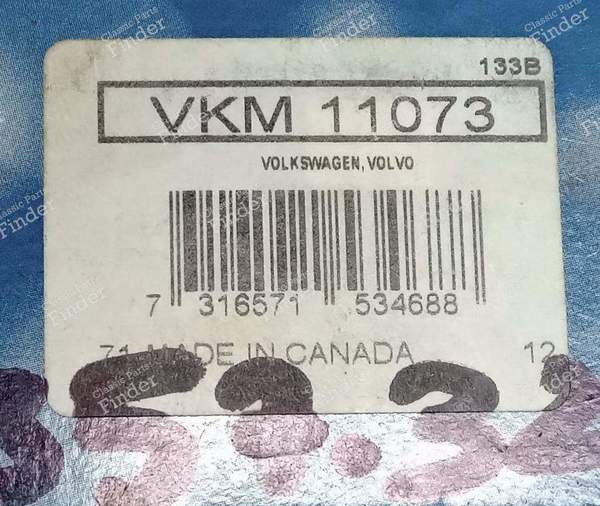 133B
VKM 11073
VOLKSWAGEN, VOLVO
7 316571 534688
71 MADE IN CANADA 12